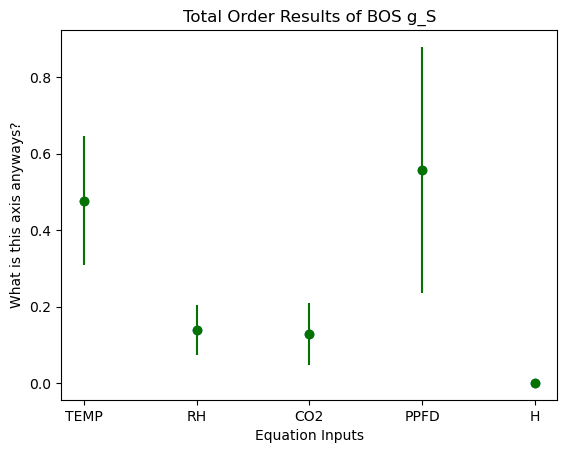 Total Order Results of BOS g_S
What is this axis anyways?
0.8
0.6
0.4
0.2
0.0
TEMP RH CO2 PPFD H
Equation Inputs